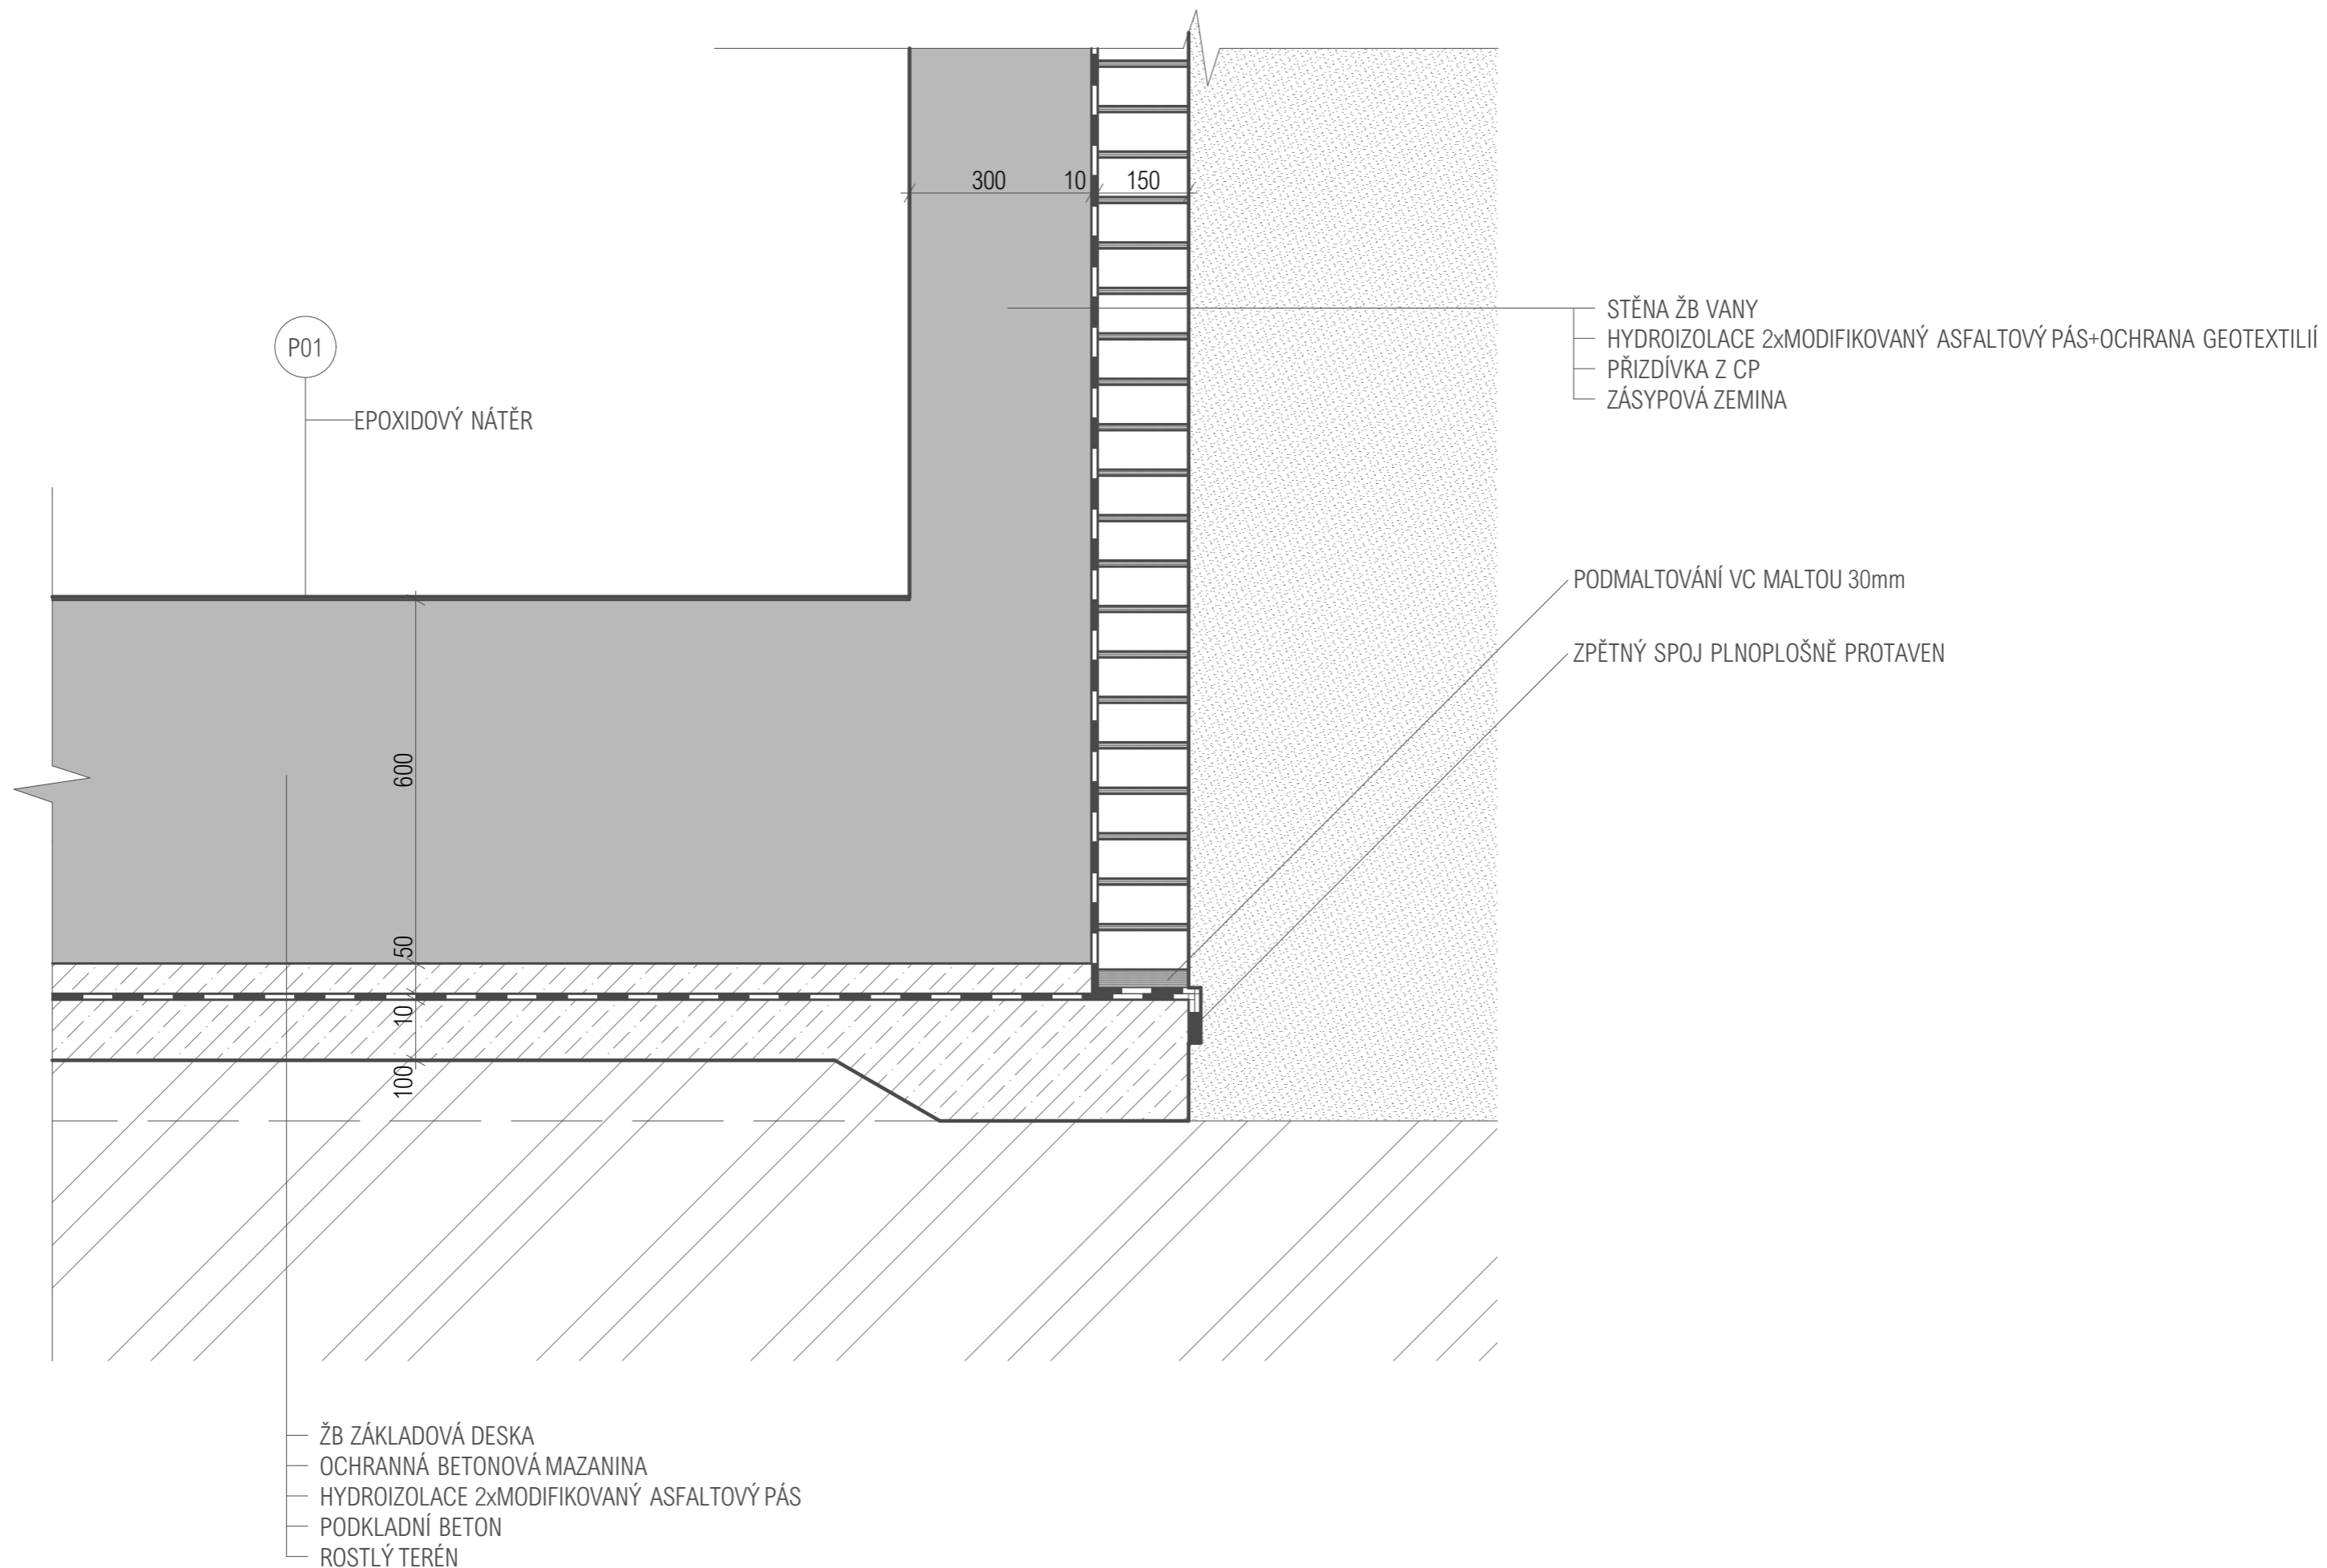 300 10 150
STĚNA ŽB VANY
HYDROIZOLACE 2xMODIFIKOVANÝ ASFALTOVÝ PÁS+OCHRANA GEOTEXTILIÍ
PŘIZDÍVKA Z CP
ZÁSYPOVÁ ZEMINA
P01
EPOXIDOVÝ NÁTĚR
PODMALTOVÁNÍ VC MALTOU 30mm
ZPĚTNÝ SPOJ PLNOPLOŠNĚ PROTAVEN
600
50
10
100
ŽB ZÁKLADOVÁ DESKA
OCHRANNÁ BETONOVÁ MAZANINA
HYDROIZOLACE 2xMODIFIKOVANÝ ASFALTOVÝ PÁS
PODKLADNÍ BETON
ROSTLÝ TERÉN